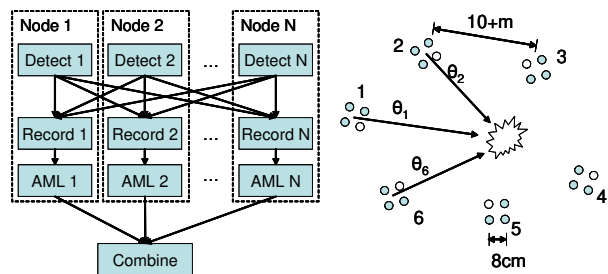 Node 1 Node 2 Node N
Detect 1 Detect 2 ... Detect N
Record 1 Record 2 ... Record N
AML 1 AML 2 ... AML N
Combine
10+m
2
3
θ2
1
θ1
θ6
4
6
5
8cm